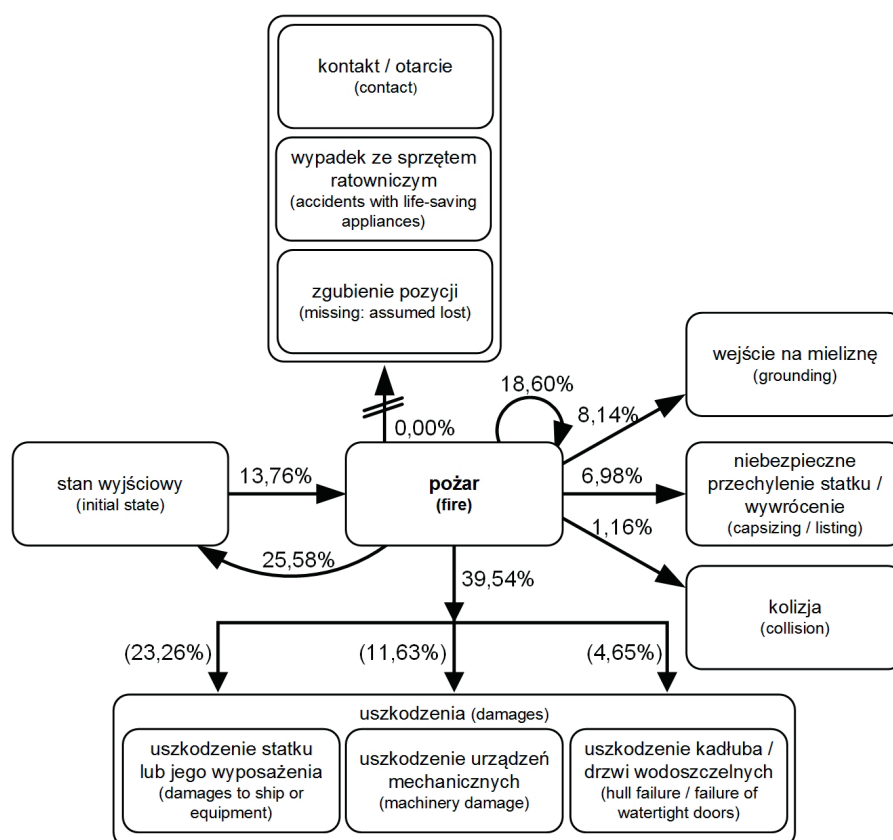 kontakt / otarcie
(contact)
wypadek ze sprzętem
ratowniczym
(accidents with life-saving
appliances)
zgubienie pozycji
(missing: assumed lost)
18,60%
8,14%
0,00%
wejście na mieliznę
(grounding)
stan wyjściowy
(initial state)
13,76%
pożar
(fire)
6,98%
niebezpieczne
przechylenie statku /
wywrócenie
(capsizing / listing)
1,16%
25,58%
39,54%
kolizja
(collision)
(23,26%)
(11,63%)
(4,65%)
uszkodzenia (damages)
uszkodzenie statku
lub jego wyposażenia
(damages to ship or
equipment)
uszkodzenie urządzeń
mechanicznych
(machinery damage)
uszkodzenie kadłuba /
drzwi wodoszczelnych
(hull failure / failure of
watertight doors)